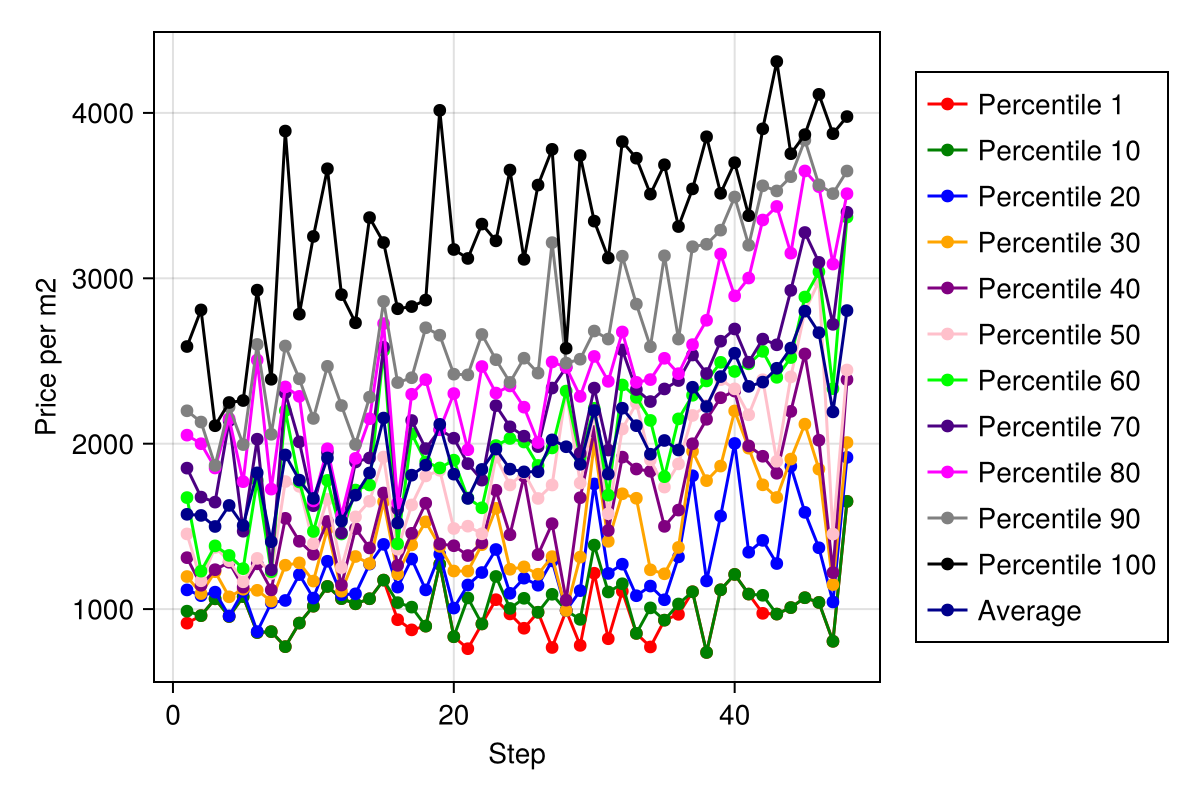 4000
3000
2000
1000
Price per m2
0 20 40
Step
Percentile 1
Percentile 10
Percentile 20
Percentile 30
Percentile 40
Percentile 50
Percentile 60
Percentile 70
Percentile 80
Percentile 90
Percentile 100
Average